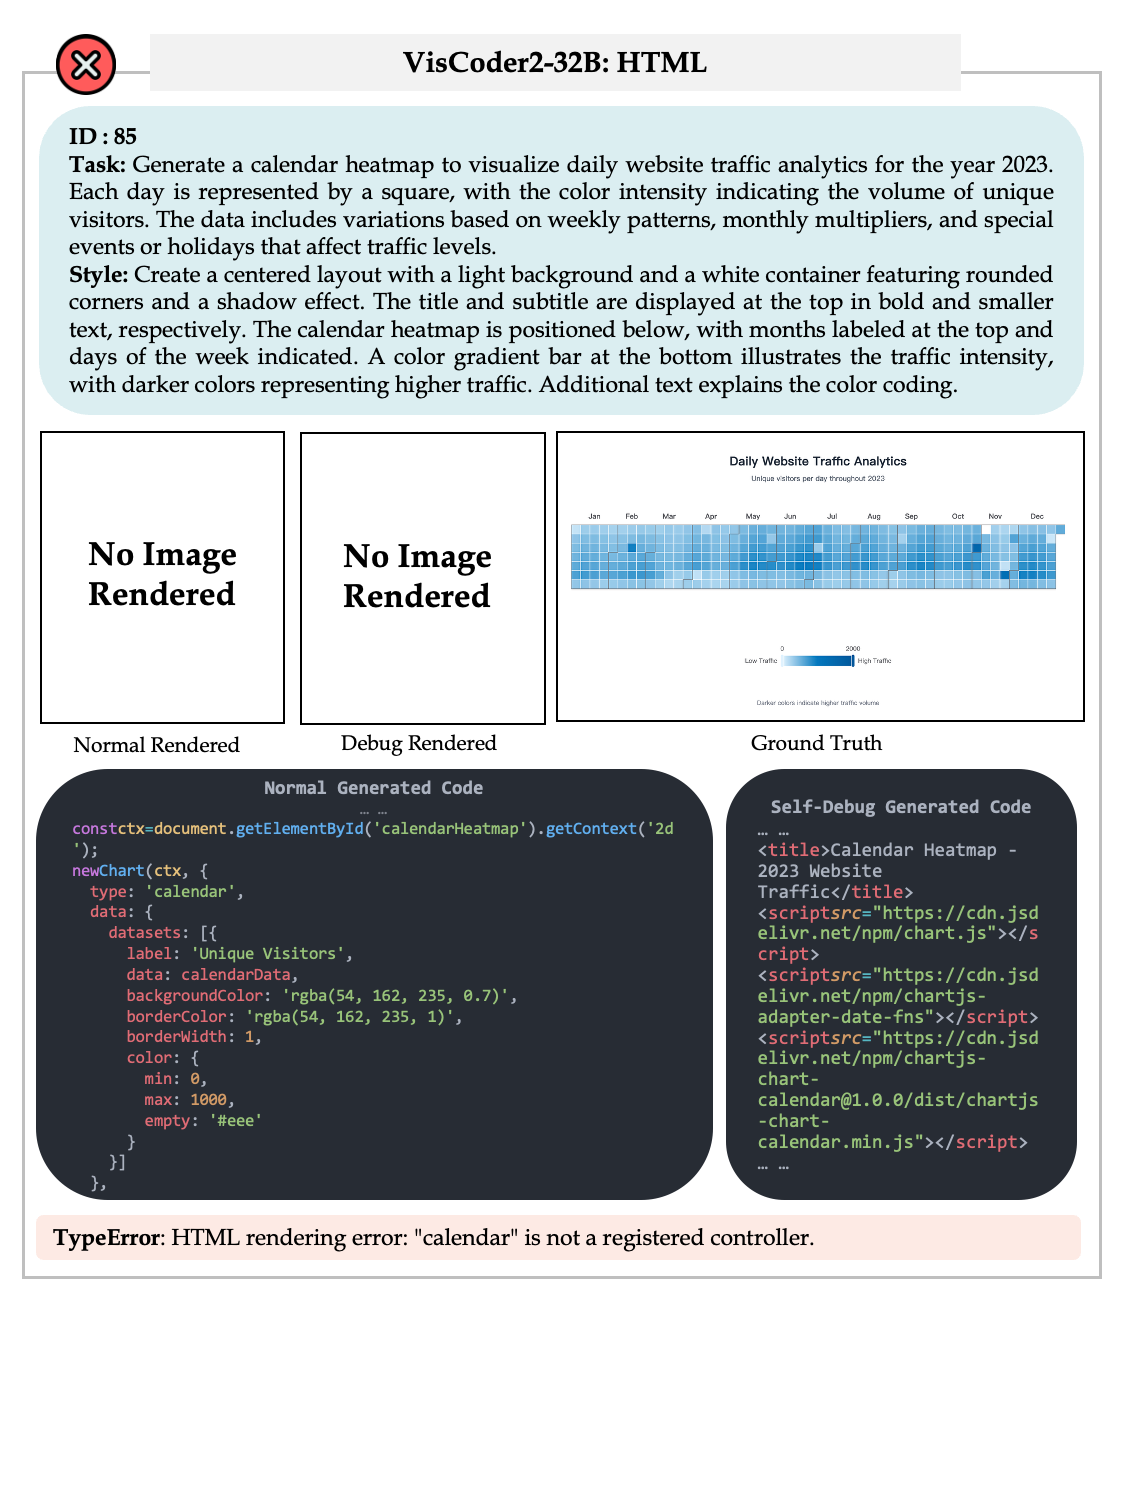 VisCoder2-32B: HTML
ID : 85
Task: Generate a calendar heatmap to visualize daily website traffic analytics for the year 2023.
Each day is represented by a square, with the color intensity indicating the volume of unique
visitors. The data includes variations based on weekly patterns, monthly multipliers, and special
events or holidays that affect traffic levels.
Style: Create a centered layout with a light background and a white container featuring rounded
corners and a shadow effect. The title and subtitle are displayed at the top in bold and smaller
text, respectively. The calendar heatmap is positioned below, with months labeled at the top and
days of the week indicated. A color gradient bar at the bottom illustrates the traffic intensity,
with darker colors representing higher traffic. Additional text explains the color coding.
No Image
Rendered
Normal Rendered
No Image
Rendered
Debug Rendered
Daily Website Traffic Analytics
Unique visitors per day throughout 2023
Jan Feb Mar Apr May Jun Jul Aug Sep Oct Nov Dec
0 2000
Low Traffic High Traffic
Darker colors indicate higher traffic volume
Ground Truth
Normal Generated Code
… …
constctx=document.getElementById('calendarHeatmap').getContext('2d
');
newChart(ctx, {
type: 'calendar',
data: {
datasets: [{
label: 'Unique Visitors',
data: calendarData,
backgroundColor: 'rgba(54, 162, 235, 0.7)',
borderColor: 'rgba(54, 162, 235, 1)',
borderWidth: 1,
color: {
min: 0,
max: 1000,
empty: '#eee'
}
}]
},
Self-Debug Generated Code
… …
<title>Calendar Heatmap -
2023 Website
Traffic</title>
<scriptsrc="https://cdn.jsd
elivr.net/npm/chart.js"></s
cript>
<scriptsrc="https://cdn.jsd
elivr.net/npm/chartjs-
adapter-date-fns"></script>
<scriptsrc="https://cdn.jsd
elivr.net/npm/chartjs-
chart-
calendar@1.0.0/dist/chartjs
-chart-
calendar.min.js"></script>
… …
TypeError: HTML rendering error: "calendar" is not a registered controller.